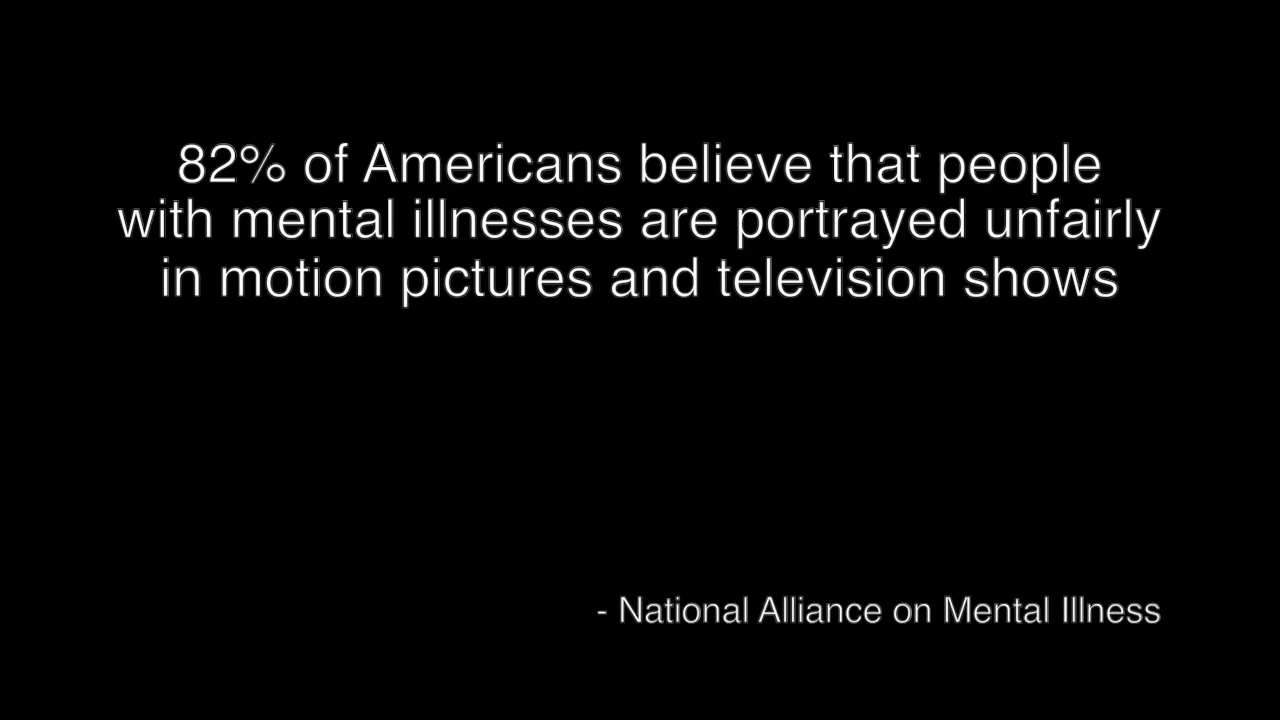 82% of Americans believe that people
with mental illnesses are portrayed unfairly
in motion pictures and television shows
- National Alliance on Mental Illness